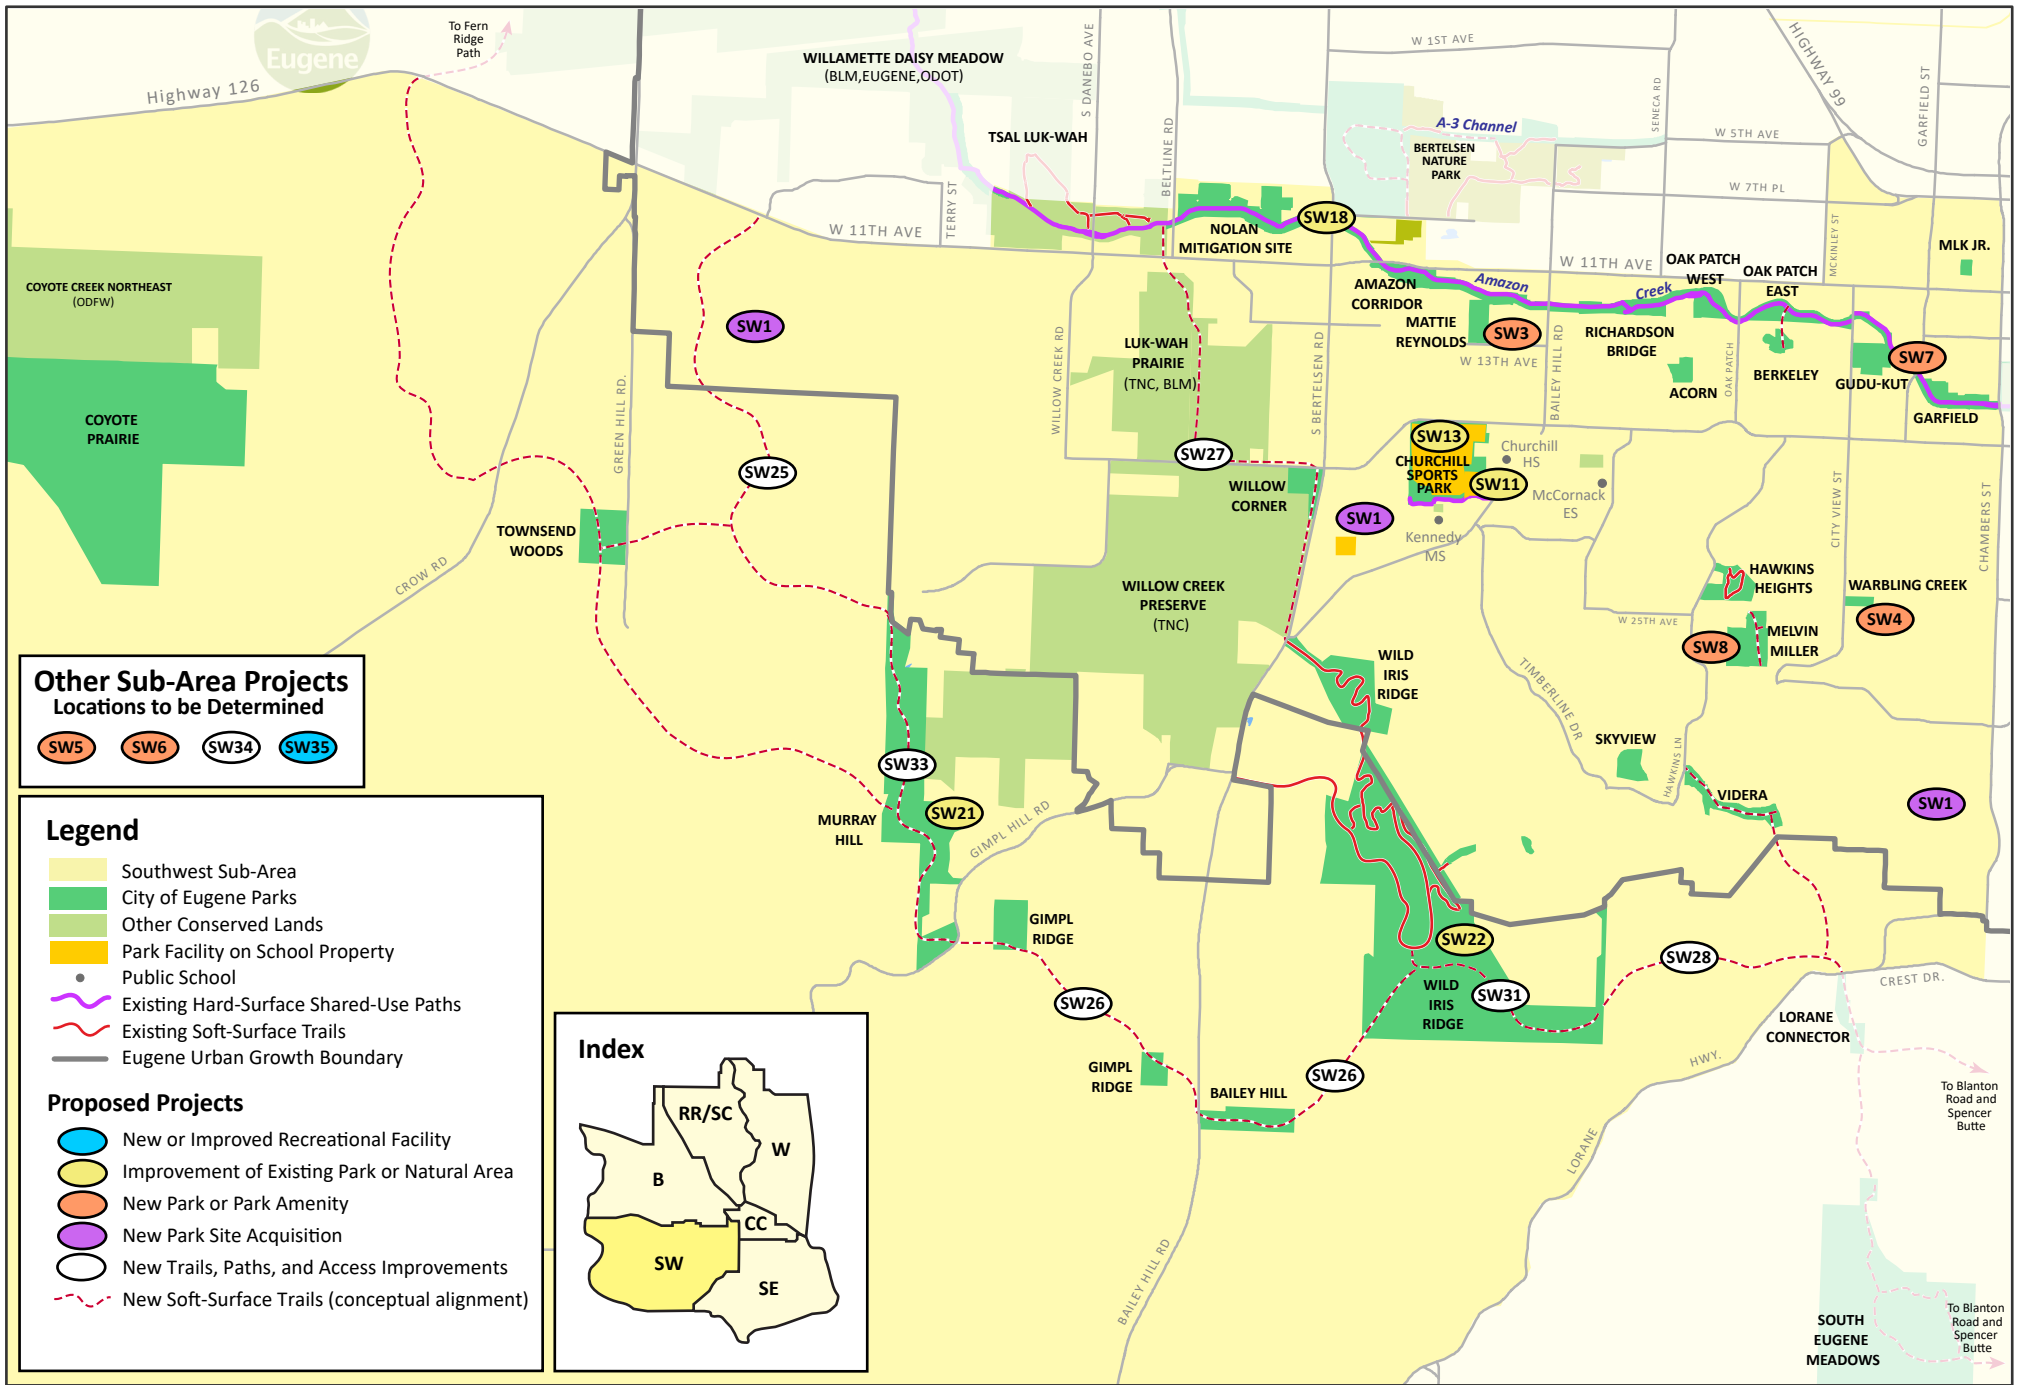 To Fern
Ridge
Path
Eugene
Highway 126
WILLAMETTE DAISY MEADOW
(BLM,EUGENE,ODOT)
S DANEBO AVE
TSAL LUK-WAH
BELTLINE RD
W 1ST AVE
HIGHWAY 99
GARFIELD ST
SENECA RD
A-3 Channel
W 5TH AVE
BERTELSEN
NATURE
PARK
W 7TH PL
TERRY ST
W 11TH AVE
NOLAN
MITIGATION SITE
SW18
MCKINLEY ST
MLK JR.
W 11TH AVE
OAK PATCH
WEST
OAK PATCH
EAST
COYOTE CREEK NORTHEAST
(ODFW)
AMAZON
CORRIDOR
Amazon
Creek
SW1
MATTIE
REYNOLDS
SW3
W 13TH AVE
BAILEY HILL RD
RICHARDSON
BRIDGE
OAK PATCH
ACORN
BERKELEY
GUDU-KUT
SW7
GARFIELD
LUK-WAH
PRAIRIE
(TNC, BLM)
WILLOW CREEK RD
S BERTELSEN RD
COYOTE
PRAIRIE
GREEN HILL RD.
SW25
SW27
SW13
CHURCHILL
SPORTS
PARK
Churchill
HS
SW11
McCornack
ES
WILLOW
CORNER
SW1
Kennedy
MS
CITY VIEW ST
CHAMBERS ST
TOWNSEND
WOODS
CROW RD
WILLOW CREEK
PRESERVE
(TNC)
HAWKINS
HEIGHTS
WARBLING CREEK
SW4
W 25TH AVE
SW8
MELVIN
MILLER
WILD
IRIS
RIDGE
TIMBERLINE DR
SKYVIEW
HAWKINS LN
VIDERA
SW1
Other Sub-Area Projects
Locations to be Determined
SW5
SW6
SW34
SW35
SW33
SW21
MURRAY
HILL
GIMPL HILL RD
GIMPL
RIDGE
SW22
WILD
IRIS
RIDGE
SW31
SW28
CREST DR.
LORANE
CONNECTOR
SW26
GIMPL
RIDGE
SW26
BAILEY HILL
LORANE
HWY.
To Blanton
Road and
Spencer
Butte
BAILEY HILL RD
SOUTH
EUGENE
MEADOWS
To Blanton
Road and
Spencer
Butte
Legend
Southwest Sub-Area
City of Eugene Parks
Other Conserved Lands
Park Facility on School Property
Public School
Existing Hard-Surface Shared-Use Paths
Existing Soft-Surface Trails
Eugene Urban Growth Boundary
Proposed Projects
New or Improved Recreational Facility
Improvement of Existing Park or Natural Area
New Park or Park Amenity
New Park Site Acquisition
New Trails, Paths, and Access Improvements
New Soft-Surface Trails (conceptual alignment)
Index
RR/SC
W
B
CC
SW
SE